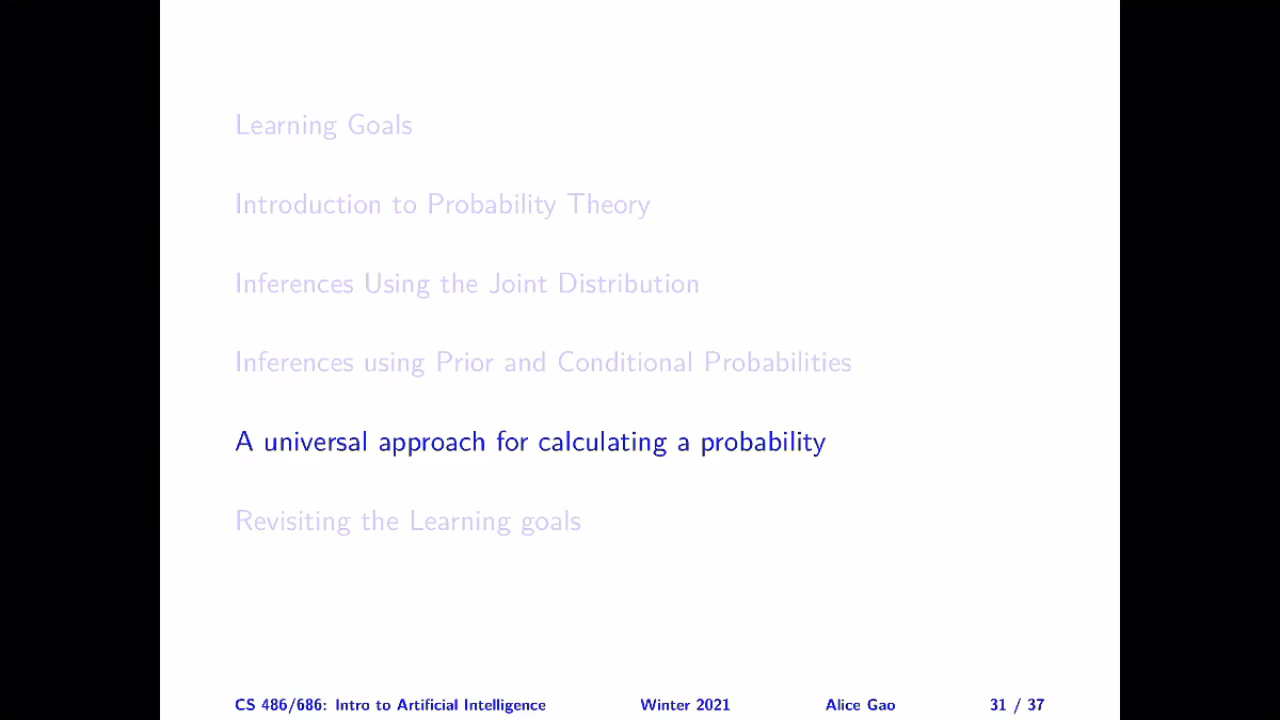 Learning Goals
Introduction to Probability Theory
Inferences Using the Joint Distribution
Inferences using Prior and Conditional Probabilities
A universal approach for calculating a probability
Revisiting the Learning goals
CS 486/686: Intro to Artificial Intelligence Winter 2021 Alice Gao 31 / 37